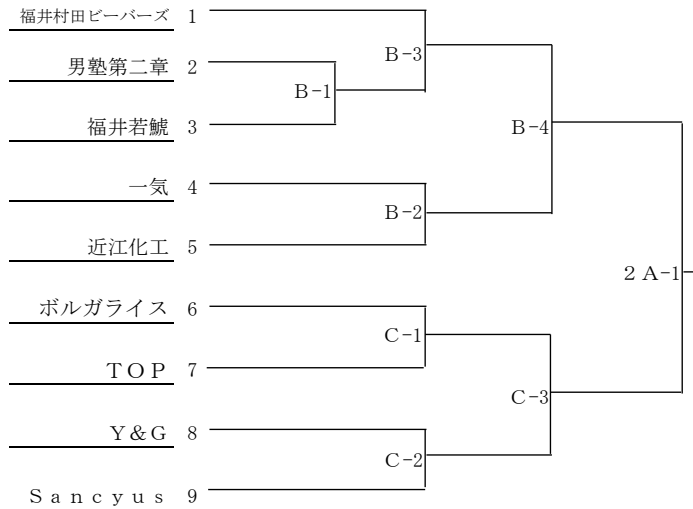 福井村田ビーバーズ 1
B-3
男塾第二章 2
B-1
福井若鯱 3
B-4
一気 4
B-2
近江化工 5
2A-1
ボルガライス 6
C-1
TOP 7
C-3
Y&G 8
C-2
Sancyus 9